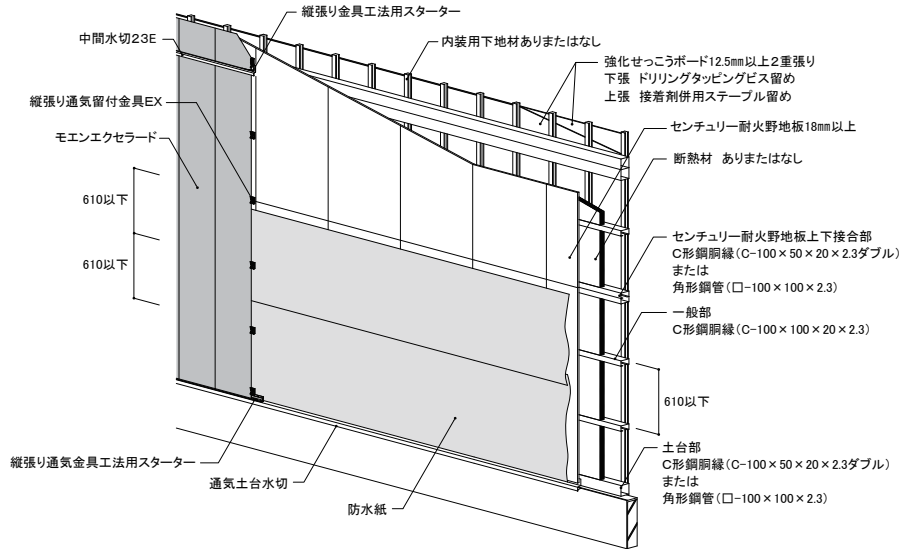 縦張り金具工法用スターター
中間水切23E
内装用下地材ありまたはなし
強化せっこうボード12.5mm以上2重張り
下張 ドリリングタッピングビス留め
上張 接着剤併用ステープル留め
縦張り通気留付金具EX
センチュリー耐火野地板18mm以上
モエンエクセラード
断熱材 ありまたはなし
610以下
610以下
センチュリー耐火野地板上下接合部
C形鋼胴縁(C-100×50×20×2.3ダブル)
または
角形鋼管(□-100×100×2.3)
一般部
C形鋼胴縁(C-100×100×20×2.3)
610以下
縦張り通気金具工法用スターター
通気土台水切
防水紙
土台部
C形鋼胴縁(C-100×50×20×2.3ダブル)
または
角形鋼管(□-100×100×2.3)